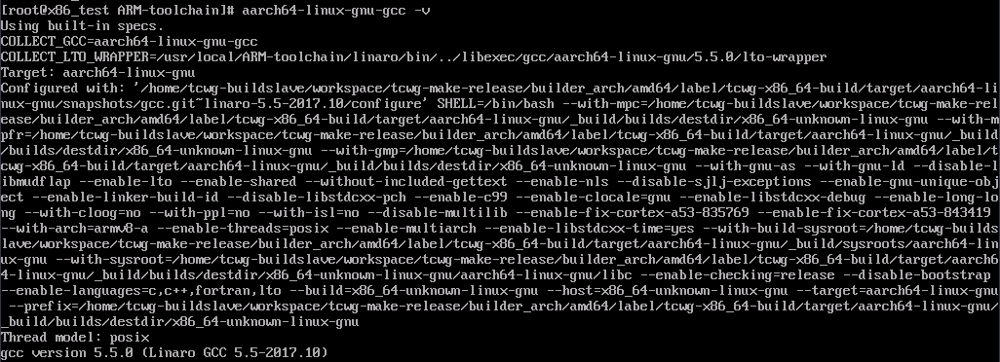 [root@x86_test ARM-toolchain]# aarch64-linux-gnu-gcc -v
Using built-in specs.
COLLECT_GCC=aarch64-linux-gnu-gcc
COLLECT_LTO_WRAPPER=/usr/local/ARM-toolchain/linaro/bin/../libexec/gcc/aarch64-linux-gnu/5.5.0/lto-wrapper
Target: aarch64-linux-gnu
Configured with: '/home/tcwg-buildslave/workspace/tcwg-make-release/builder_arch/amd64/label/tcwg-x86_64-build/target/aarch64-li
nux-gnu/snapshots/gcc.git~linaro-5.5-2017.10/configure' SHELL=/bin/bash --with-mpc=/home/tcwg-buildslave/workspace/tcwg-make-rel
ease/builder_arch/amd64/label/tcwg-x86_64-build/target/aarch64-linux-gnu/_build/builds/destdir/x86_64-unknown-linux-gnu --with-m
pfr=/home/tcwg-buildslave/workspace/tcwg-make-release/builder_arch/amd64/label/tcwg-x86_64-build/target/aarch64-linux-gnu/_build
/builds/destdir/x86_64-unknown-linux-gnu --with-gmp=/home/tcwg-buildslave/workspace/tcwg-make-release/builder_arch/amd64/label/t
cwg-x86_64-build/target/aarch64-linux-gnu/_build/builds/destdir/x86_64-unknown-linux-gnu --with-gnu-as --with-gnu-ld --disable-l
ibmudflap --enable-lto --enable-shared --without-included-gettext --enable-nls --disable-sjlj-exceptions --enable-gnu-unique-obj
ect --enable-linker-build-id --disable-libstdcxx-pch --enable-c99 --enable-clocale=gnu --enable-libstdcxx-debug --enable-long-lo
ng --with-cloog=no --with-ppl=no --with-isl=no --disable-multilib --enable-fix-cortex-a53-835769 --enable-fix-cortex-a53-843419
--with-arch=armv8-a --enable-threads=posix --enable-multiarch --enable-libstdcxx-time=yes --with-build-sysroot=/home/tcwg-builds
lave/workspace/tcwg-make-release/builder_arch/amd64/label/tcwg-x86_64-build/target/aarch64-linux-gnu/_build/sysroots/aarch64-lin
ux-gnu --with-sysroot=/home/tcwg-buildslave/workspace/tcwg-make-release/builder_arch/amd64/label/tcwg-x86_64-build/target/aarch6
4-linux-gnu/_build/builds/destdir/x86_64-unknown-linux-gnu/aarch64-linux-gnu/libc --enable-checking=release --disable-bootstrap
--enable-languages=c,c++,fortran,lto --build=x86_64-unknown-linux-gnu --host=x86_64-unknown-linux-gnu --target=aarch64-linux-gnu
--prefix=/home/tcwg-buildslave/workspace/tcwg-make-release/builder_arch/amd64/label/tcwg-x86_64-build/target/aarch64-linux-gnu/
_build/builds/destdir/x86_64-unknown-linux-gnu
Thread model: posix
gcc version 5.5.0 (Linaro GCC 5.5-2017.10)